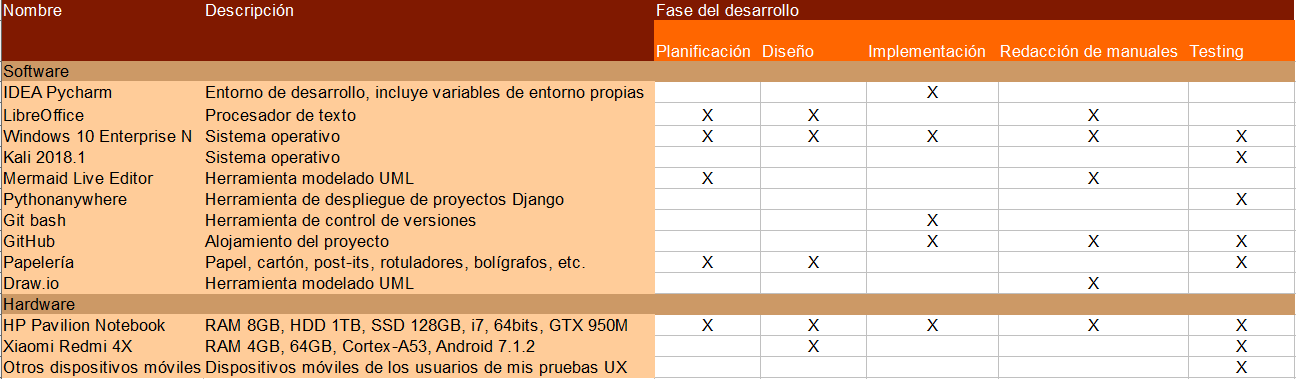 Nombre Descripción Fase del desarrollo
Planificación Diseño Implementación Redacción de manuales Testing
Software
IDEA Pycharm Entorno de desarrollo, incluye variables de entorno propias X
LibreOffice Procesador de texto X X X
Windows 10 Enterprise N Sistema operativo X X X X X
Kali 2018.1 Sistema operativo X
Mermaid Live Editor Herramienta modelado UML X X
Pythonanywhere Herramienta de despliegue de proyectos Django X
Git bash Herramienta de control de versiones X
GitHub Alojamiento del proyecto X X X
Papelería Papel, cartón, post-its, rotuladores, bolígrafos, etc. X X X
Draw.io Herramienta modelado UML X
Hardware
HP Pavilion Notebook RAM 8GB, HDD 1TB, SSD 128GB, i7, 64bits, GTX 950M X X X X X
Xiaomi Redmi 4X RAM 4GB, 64GB, Cortex-A53, Android 7.1.2 X X
Otros dispositivos móviles Dispositivos móviles de los usuarios de mis pruebas UX X